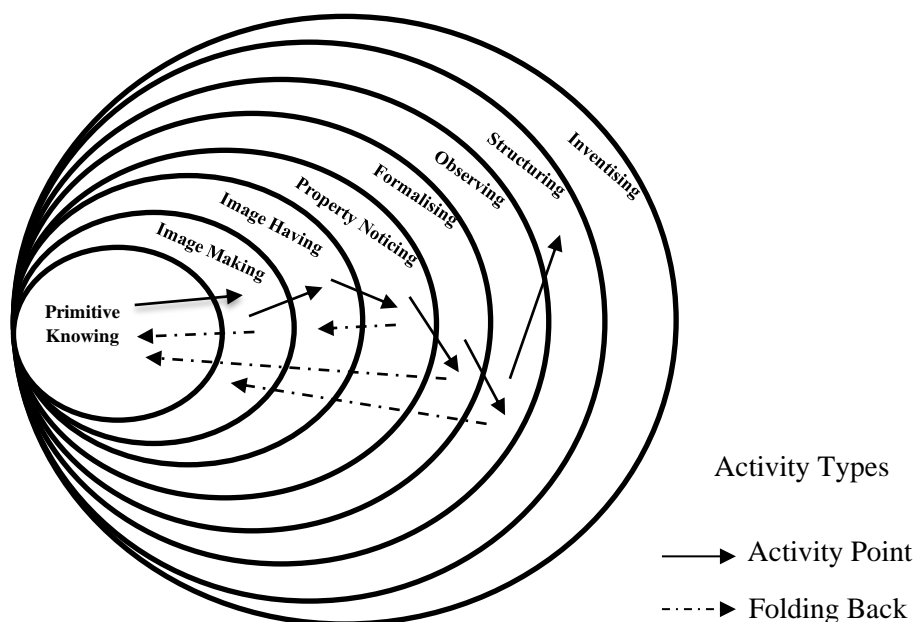 Primitive
Knowing
Image Making
Image Having
Property Noticing
Formalising
Observing
Structuring
Inventising
Activity Types
Activity Point
Folding Back